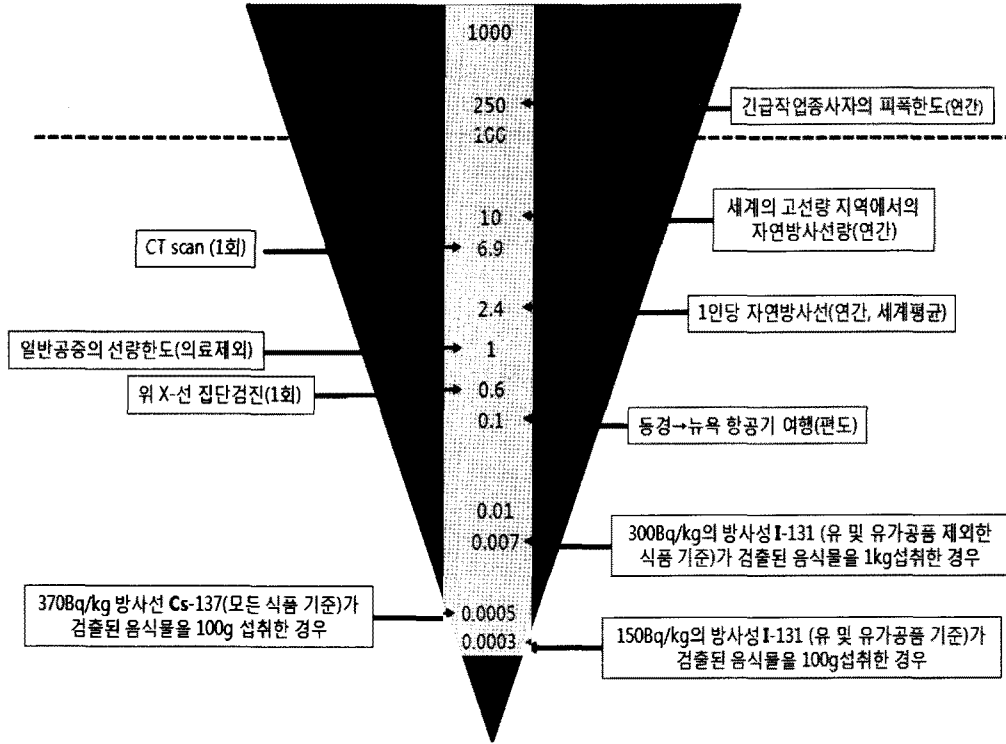 1000
250
긴급작업종사자의 피폭한도(연간)
100
10
세계의 고선량 지역에서의
자연방사선량(연간)
CT scan (1회)
6.9
2.4
1인당 자연방사선(연간, 세계평균)
일반공중의 선량한도(의료제외)
1
위 X-선 집단검진(1회)
0.6
0.1
동경→뉴욕 항공기 여행(편도)
0.01
0.007
300Bq/kg의 방사성 I-131 (유 및 유가공품 제외한
식품 기준)가 검출된 음식물을 1kg섭취한 경우
370Bq/kg 방사선 Cs-137(모든 식품 기준)가
검출된 음식물을 100g 섭취한 경우
0.0005
0.0003
150Bq/kg의 방사성 I-131 (유 및 유가공품 기준)가
검출된 음식물을 100g섭취한 경우